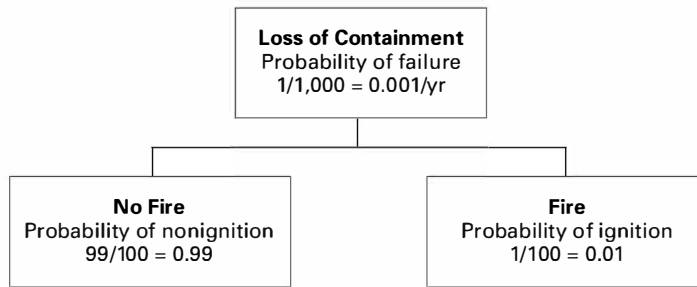 Loss of Containment
Probability of failure
1/1,000 = 0.001/yr
No Fire
Probability of nonignition
99/100 = 0.99
Fire
Probability of ignition
1/100 = 0.01